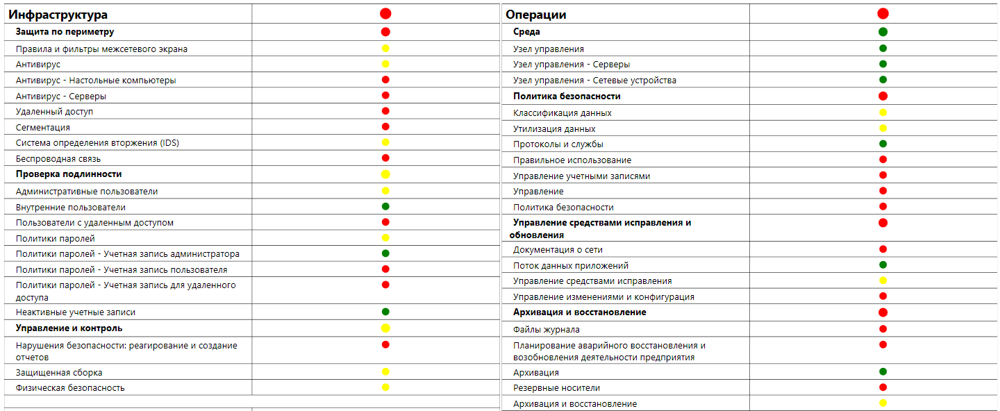 Инфраструктура
Защита по периметру
Правила и фильтры межсетевого экрана
Антивирус
Антивирус - Настольные компьютеры
Антивирус - Серверы
Удаленный доступ
Сегментация
Система определения вторжения (IDS)
Беспроводная связь
Проверка подлинности
Административные пользователи
Внутренние пользователи
Пользователи с удаленным доступом
Политики паролей
Политики паролей - Учетная запись администратора
Политики паролей - Учетная запись пользователя
Политики паролей - Учетная запись для удаленного
доступа
Неактивные учетные записи
Управление и контроль
Нарушения безопасности: реагирование и создание
отчетов
Защищенная сборка
Физическая безопасность
Операции
Среда
Узел управления
Узел управления - Серверы
Узел управления - Сетевые устройства
Политика безопасности
Классификация данных
Утилизация данных
Протоколы и службы
Правильное использование
Управление учетными записями
Управление
Политика безопасности
Управление средствами исправления и
обновления
Документация о сети
Поток данных приложений
Управление средствами исправления
Управление изменениями и конфигурация
Архивация и восстановление
Файлы журнала
Планирование аварийного восстановления и
возобновления деятельности предприятия
Архивация
Резервные носители
Архивация и восстановление